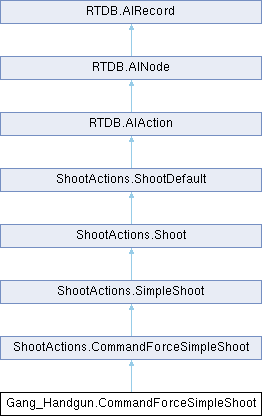 RTDB.AIRecord
RTDB.AINode
RTDB.AIAction
ShootActions.ShootDefault
ShootActions.Shoot
ShootActions.SimpleShoot
ShootActions.CommandForceSimpleShoot
Gang_Handgun.CommandForceSimpleShoot